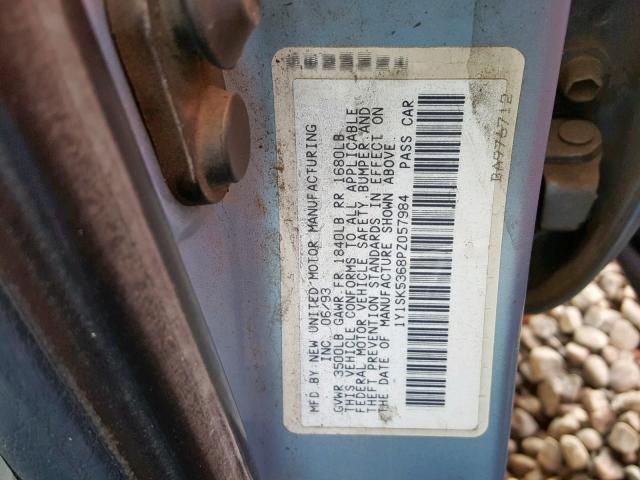 MFD BY NEW UNITED MOTOR MANUFACTURING
INC. 06/93
GVWR 3500LB GAWR FR 1840LB RR 1680LB
THIS VEHICLE CONFORMS TO ALL APPLICABLE
FEDERAL MOTOR VEHICLE SAFETY, BUMPER AND
THEFT PREVENTION STANDARDS IN EFFECT ON
THE DATE OF MANUFACTURE SHOWN ABOVE.
1Y1SK5368PZ057984 PASS CAR